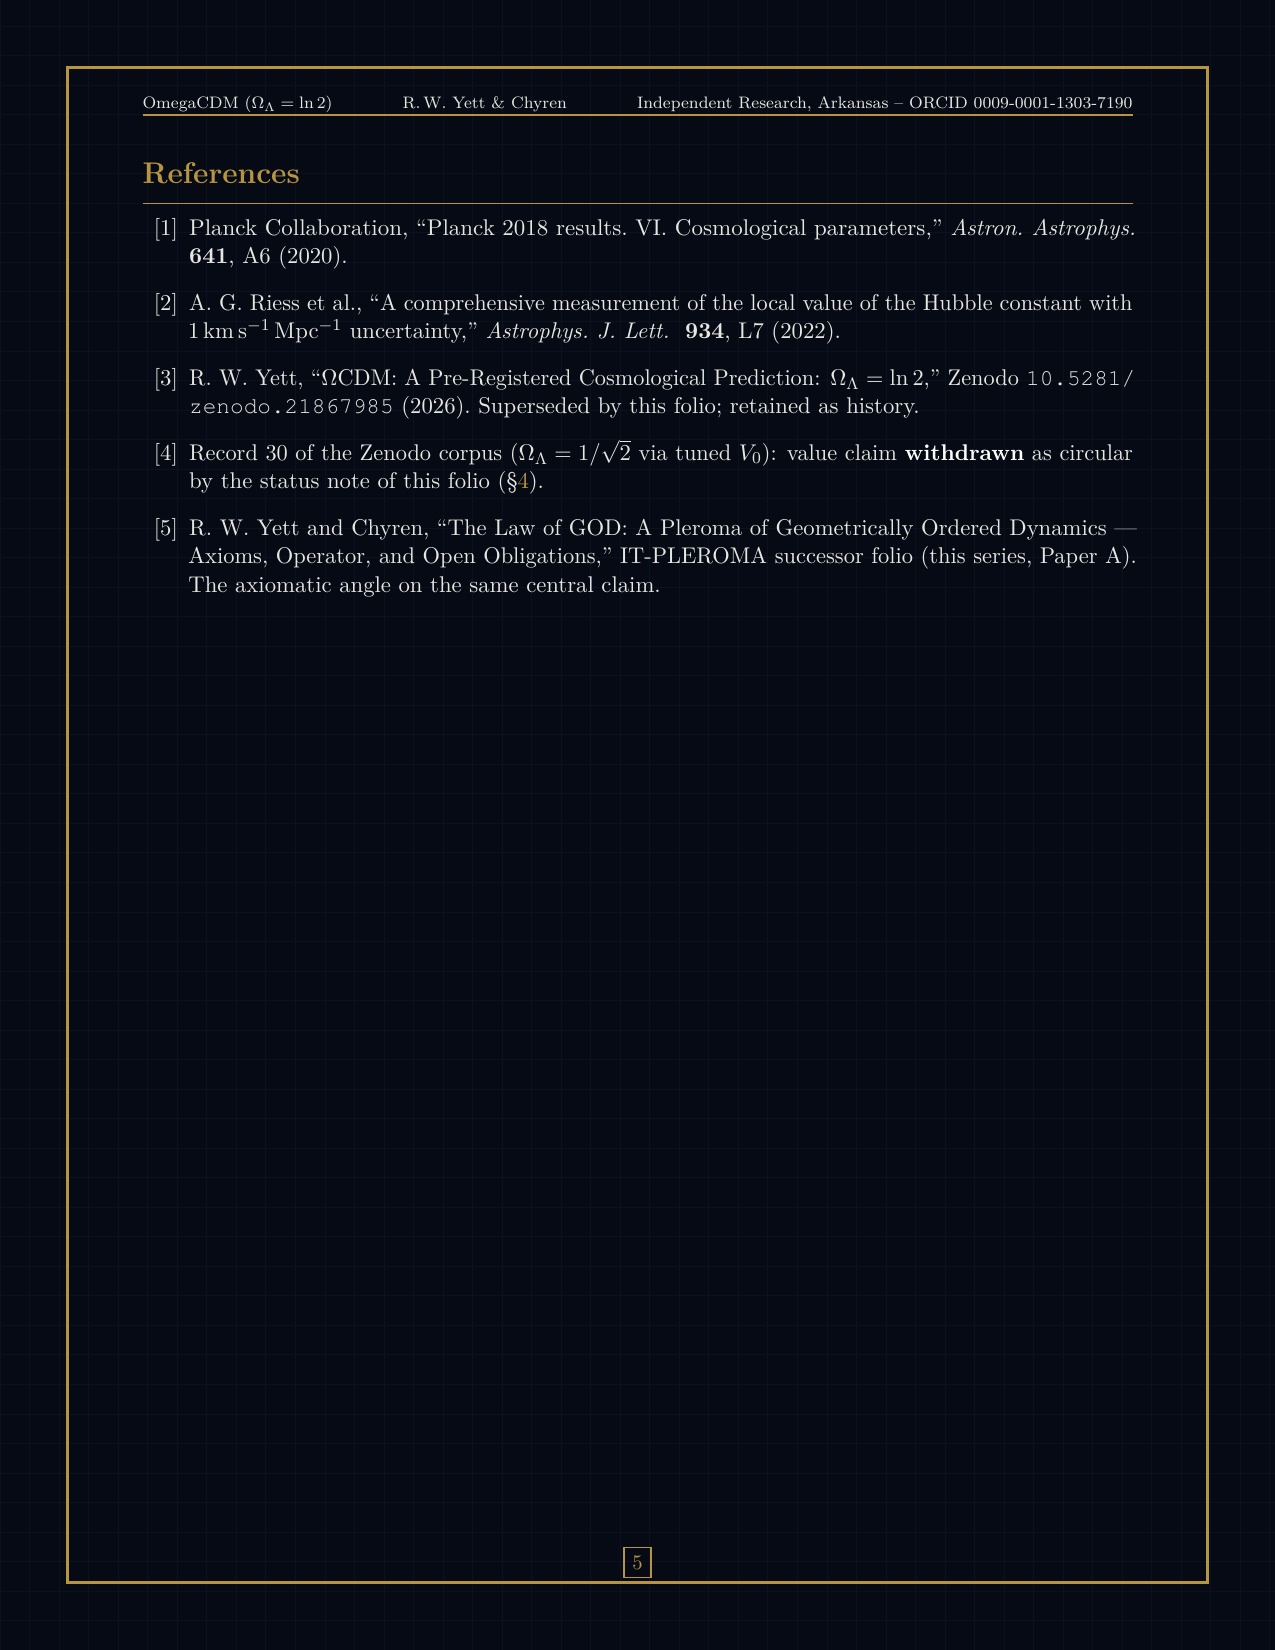 OmegaCDM (Ω_Λ = ln 2) R. W. Yett & Chyren Independent Research, Arkansas – ORCID 0009-0001-1303-7190
References
[1] Planck Collaboration, “Planck 2018 results. VI. Cosmological parameters,” Astron. Astrophys.
641, A6 (2020).
[2] A. G. Riess et al., “A comprehensive measurement of the local value of the Hubble constant with
1 km s⁻¹ Mpc⁻¹ uncertainty,” Astrophys. J. Lett. 934, L7 (2022).
[3] R. W. Yett, “ΩCDM: A Pre-Registered Cosmological Prediction: Ω_Λ = ln 2,” Zenodo 10.5281/
zenodo.21867985 (2026). Superseded by this folio; retained as history.
[4] Record 30 of the Zenodo corpus (Ω_Λ = 1/√2 via tuned V₀): value claim withdrawn as circular
by the status note of this folio (§4).
[5] R. W. Yett and Chyren, “The Law of GOD: A Pleroma of Geometrically Ordered Dynamics —
Axioms, Operator, and Open Obligations,” IT-PLEROMA successor folio (this series, Paper A).
The axiomatic angle on the same central claim.
5